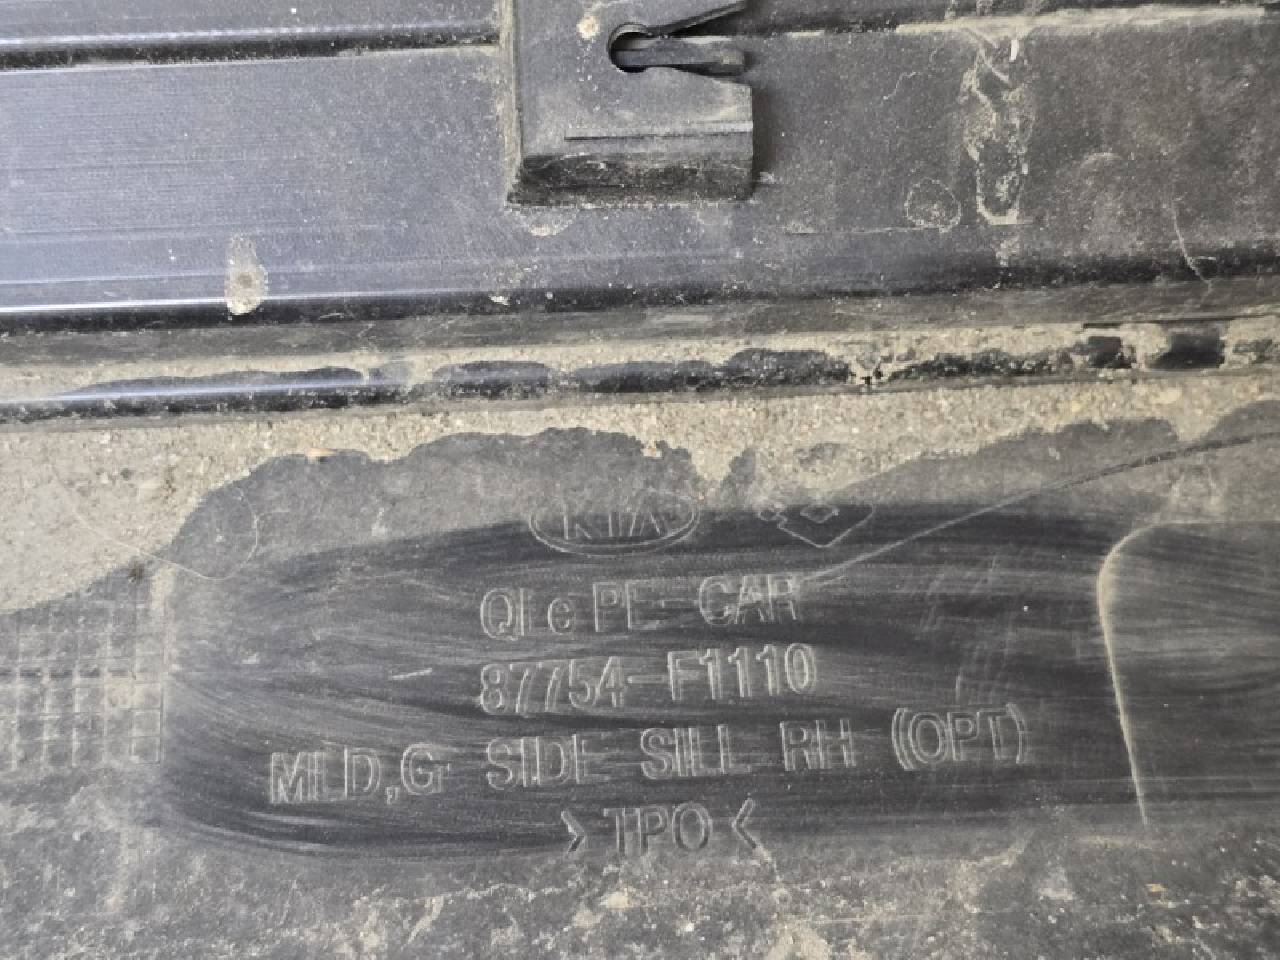 KIA
QLe PE-CAR
87754-F1110
MLD,G SIDE SILL RH (OPT)
>TPO<